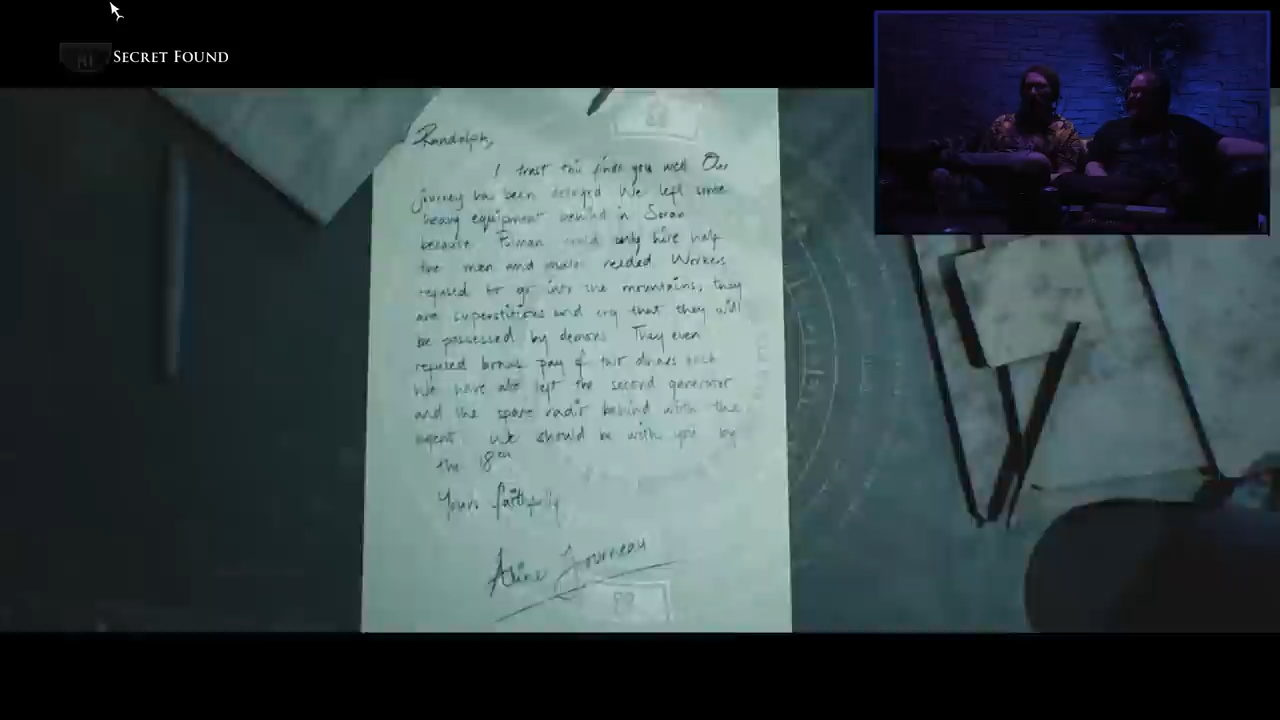 SECRET FOUND
Randolph,
I trust this finds you well Our
journey has been delayed We left some
heavy equipment behind in Soran
because could only hire half
the men and mules needed Workers
refused to go into the mountains, they
are superstitious and cry that they will
be possessed by demons They even
refused bonus pay of two dinars each
We have also left the second generator
and the spare radio behind with the
agent We should be with you by
the 18th
Yours faithfully